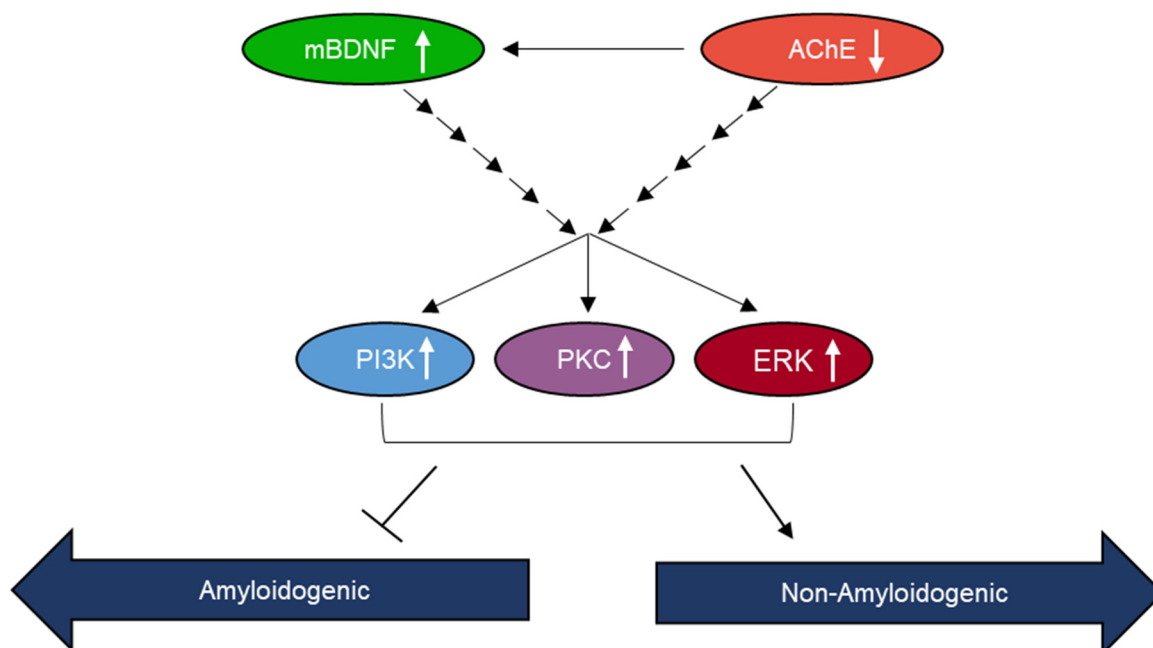 mBDNF
AChE
PI3K
PKC
ERK
Amyloidogenic
Non-Amyloidogenic